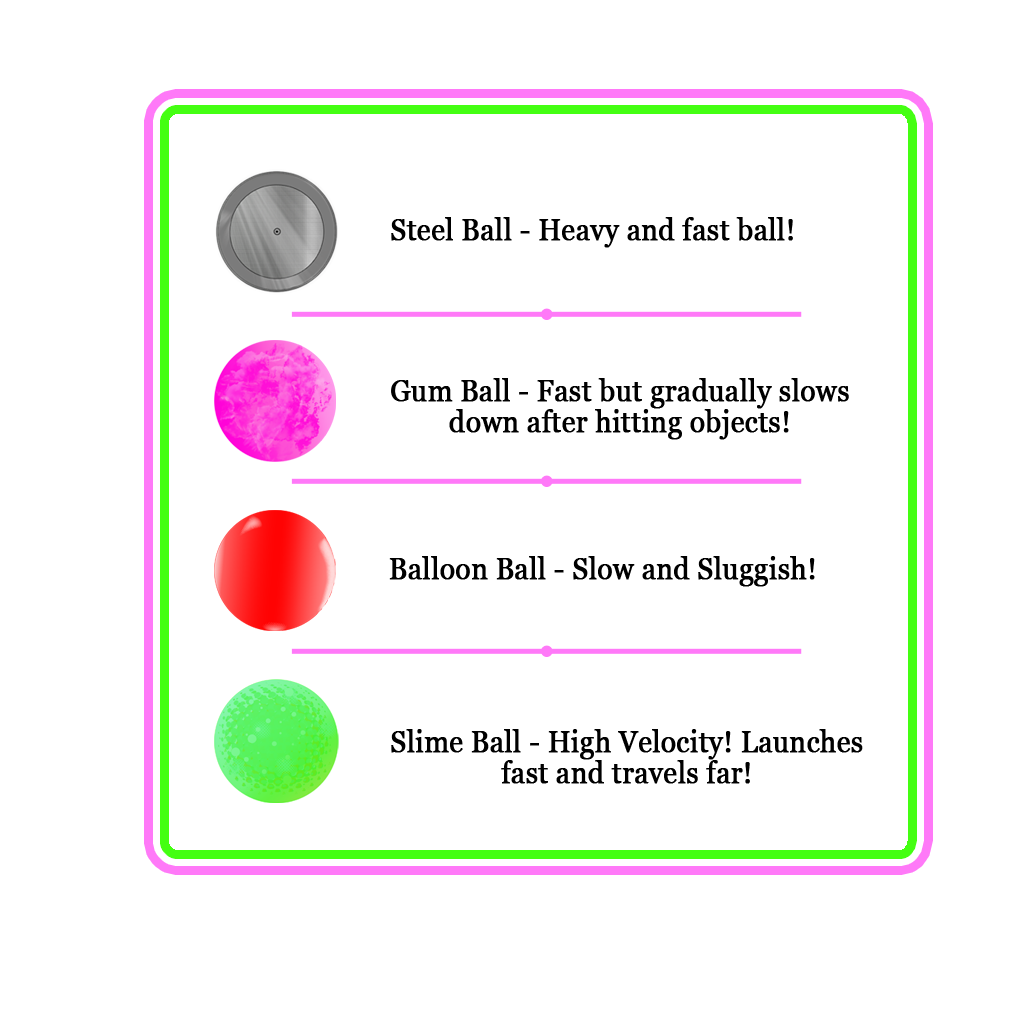 Steel Ball - Heavy and fast ball!
Gum Ball - Fast but gradually slows
down after hitting objects!
Balloon Ball - Slow and Sluggish!
Slime Ball - High Velocity! Launches
fast and travels far!